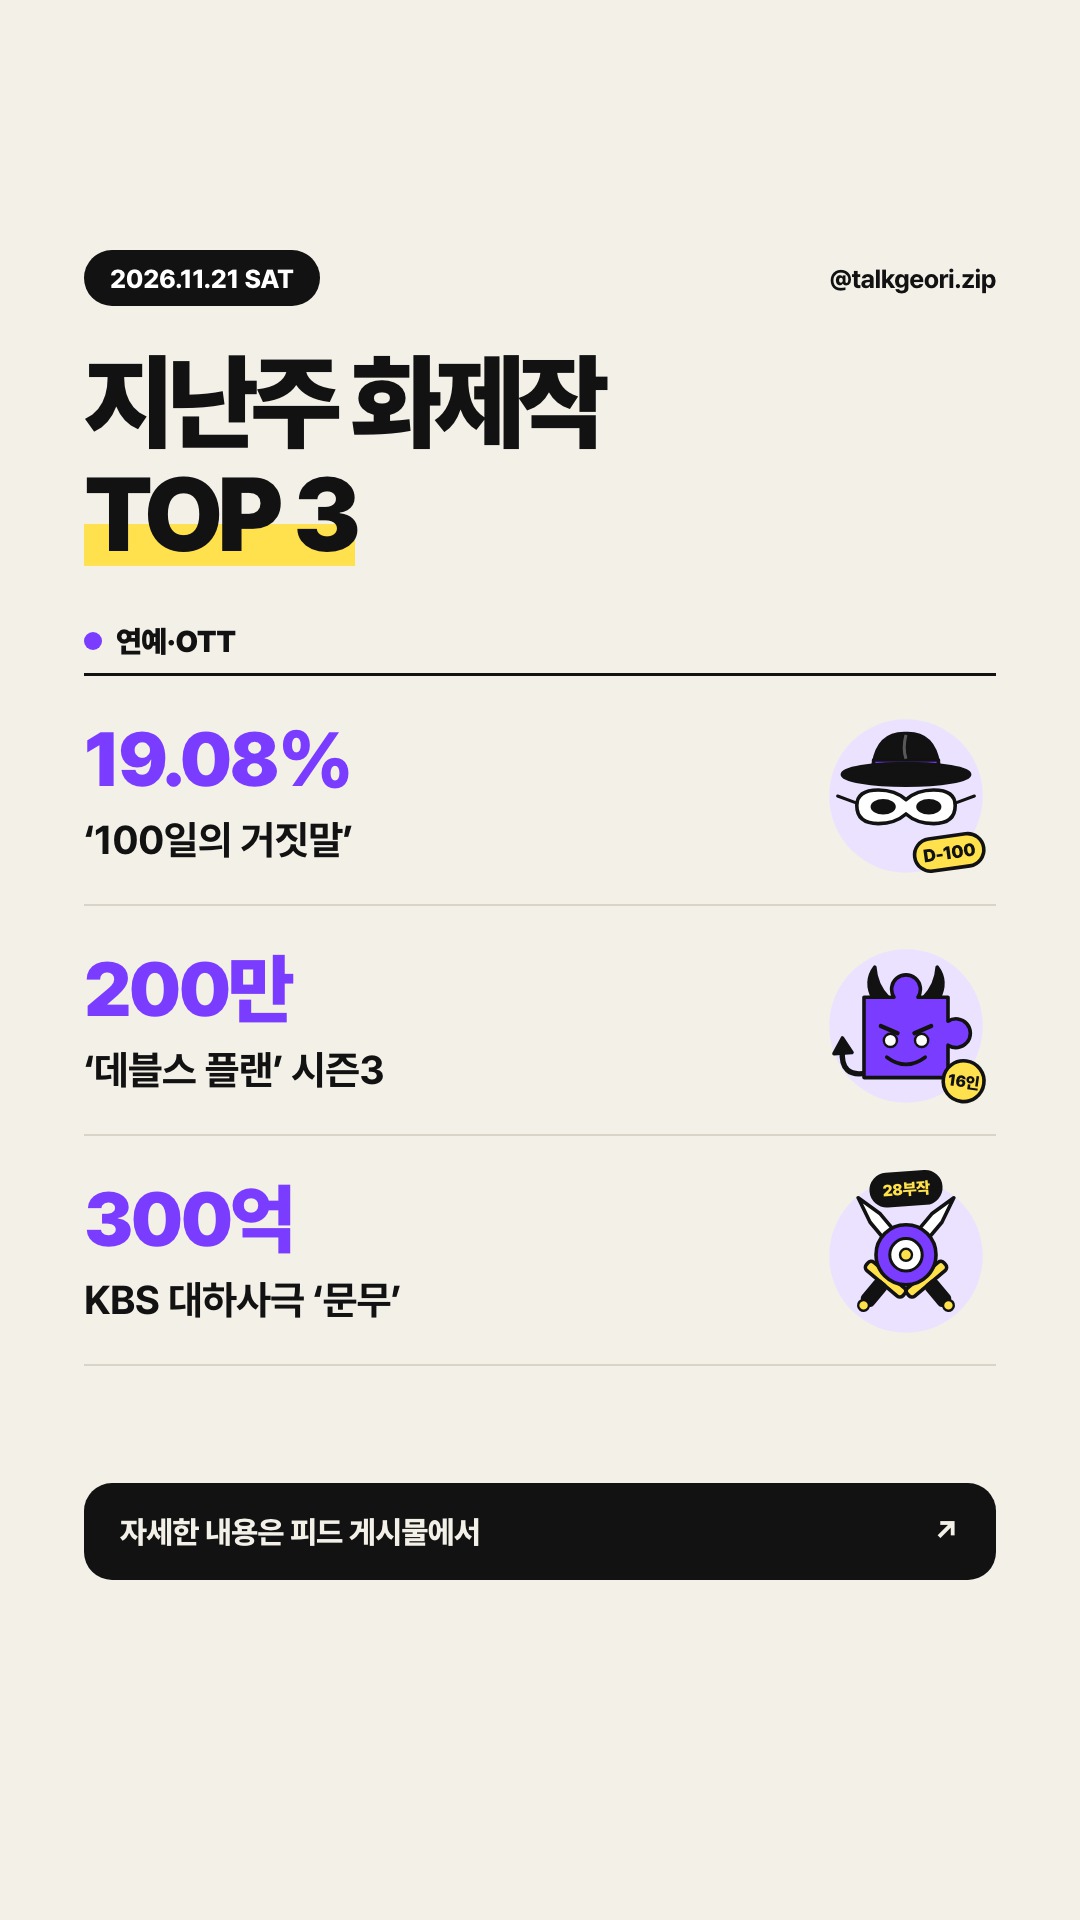 2026.11.21 SAT
@talkgeori.zip
지난주 화제작
TOP 3
연예·OTT
19.08%
‘100일의 거짓말’
D-100
200만
‘데블스 플랜’ 시즌3
16인
28부작
300억
KBS 대하사극 ‘문무’
자세한 내용은 피드 게시물에서